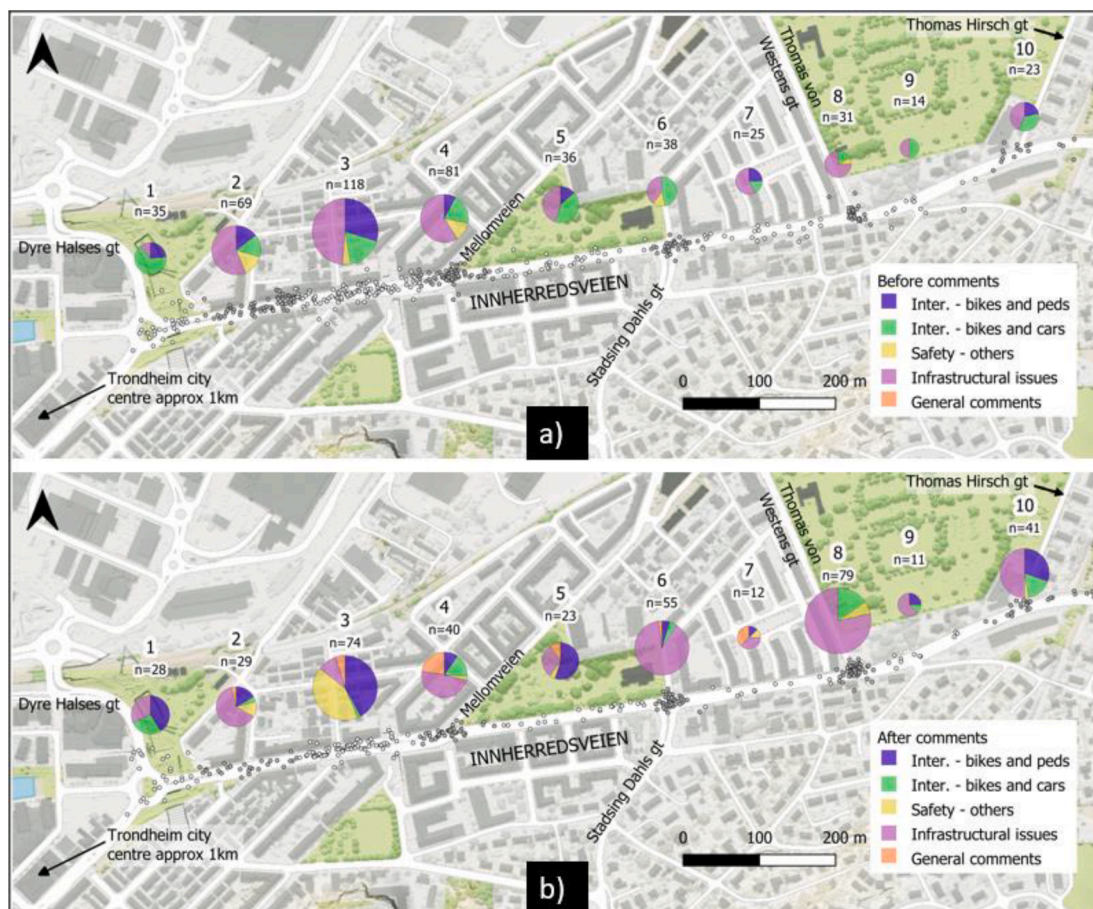 Thomas Hirsch gt
10
n=23
Thomas von
Westens gt
9
n=14
8
n=31
7
n=25
6
n=38
5
n=36
4
n=81
3
n=118
2
n=69
1
n=35
Dyre Halses gt
Mellomveien
INNHERREDSVEIEN
Stadsing Dahls gt
Trondheim city
centre approx 1km
0 100 200 m
Before comments
Inter. - bikes and peds
Inter. - bikes and cars
Safety - others
Infrastructural issues
General comments
a)
Thomas Hirsch gt
10
n=41
Thomas von
Westens gt
9
n=11
8
n=79
7
n=12
6
n=55
5
n=23
4
n=40
3
n=74
2
n=29
1
n=28
Dyre Halses gt
Mellomveien
INNHERREDSVEIEN
Stadsing Dahls gt
Trondheim city
centre approx 1km
0 100 200 m
After comments
Inter. - bikes and peds
Inter. - bikes and cars
Safety - others
Infrastructural issues
General comments
b)